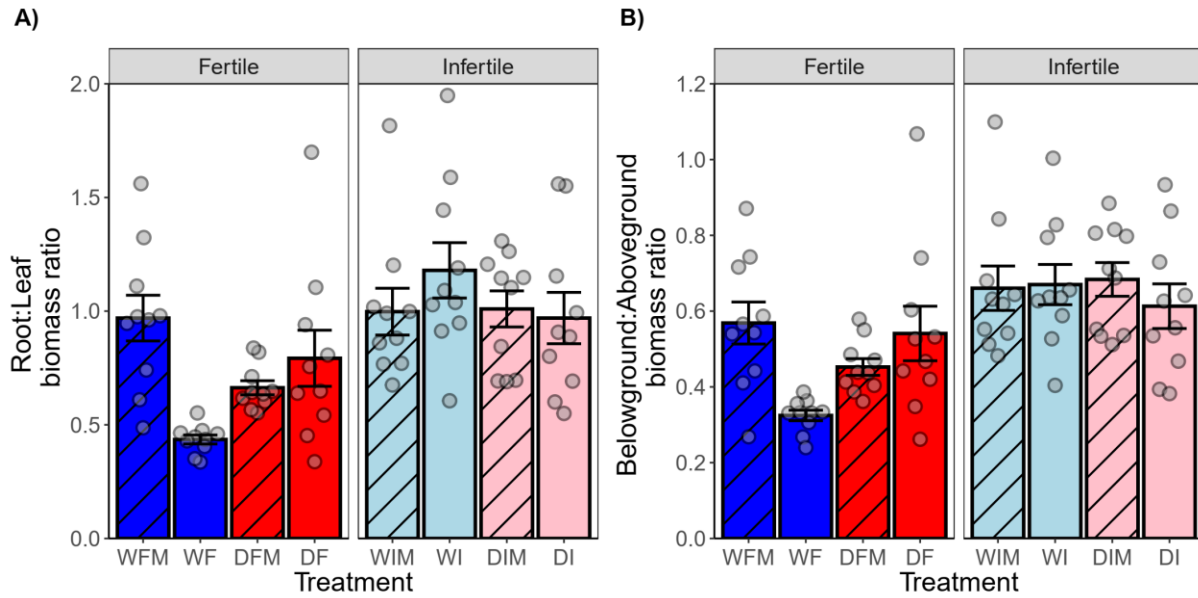 A)
Fertile
Infertile
Root:Leaf
biomass ratio
2.0
1.5
1.0
0.5
0.0
WFM WF DFM DF WIM WI DIM DI
Treatment
B)
Fertile
Infertile
Belowground:Aboveground
biomass ratio
1.2
1.0
0.8
0.6
0.4
0.2
0.0
WFM WF DFM DF WIM WI DIM DI
Treatment